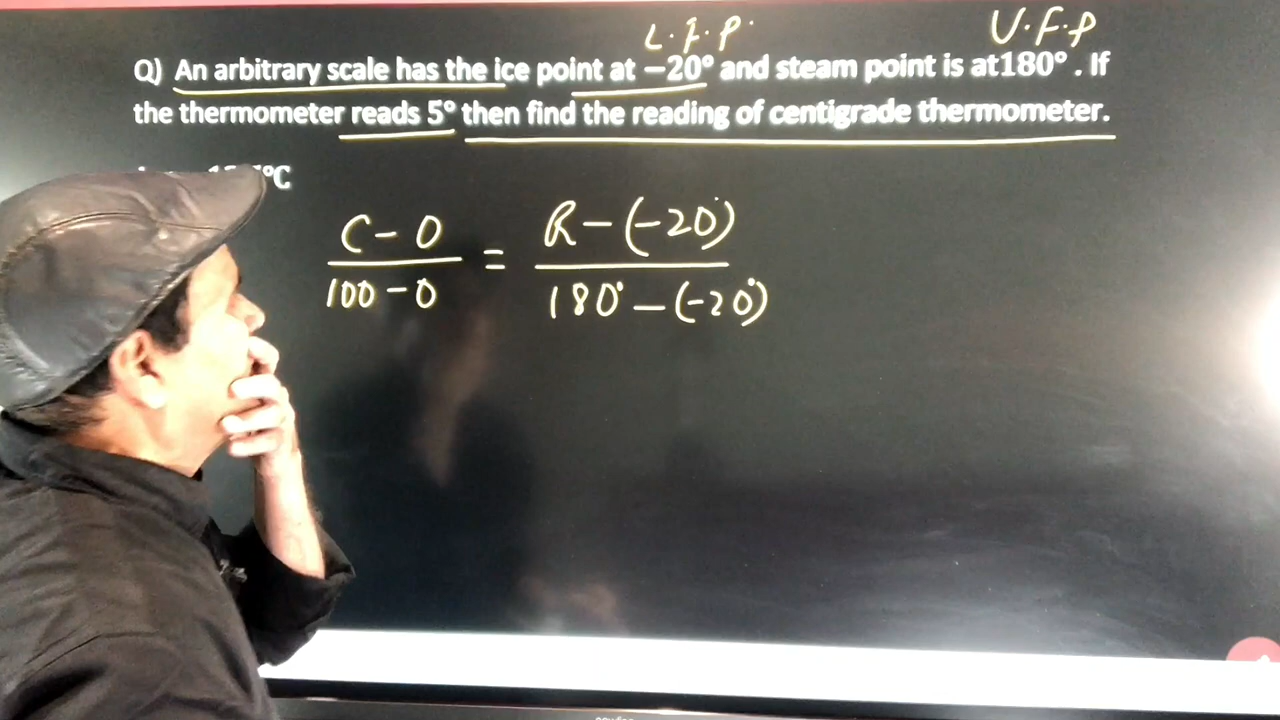 L.f.p. U.F.P
Q) An arbitrary scale has the ice point at −20° and steam point is at180° . If
the thermometer reads 5° then find the reading of centigrade thermometer.
°C
C - 0 = R - (-20°)
100 - 0 180° - (-20°)